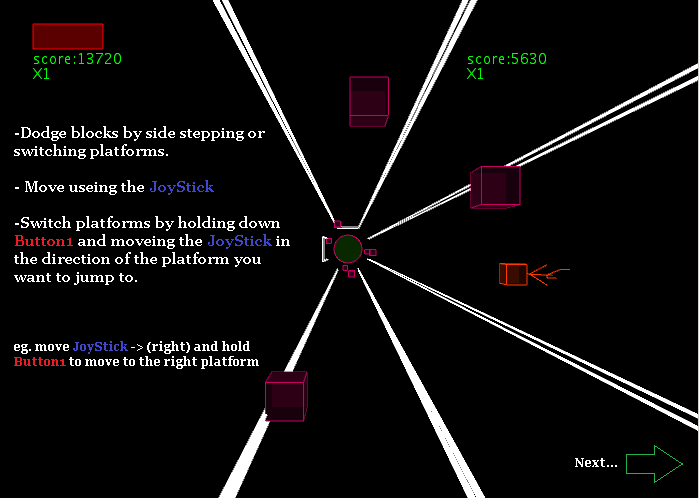 score:13720
X1
score:5630
X1
-Dodge blocks by side stepping or
switching platforms.
- Move useing the JoyStick
-Switch platforms by holding down
Button1 and moveing the JoyStick in
the direction of the platform you
want to jump to.
eg. move JoyStick -> (right) and hold
Button1 to move to the right platform
Next...